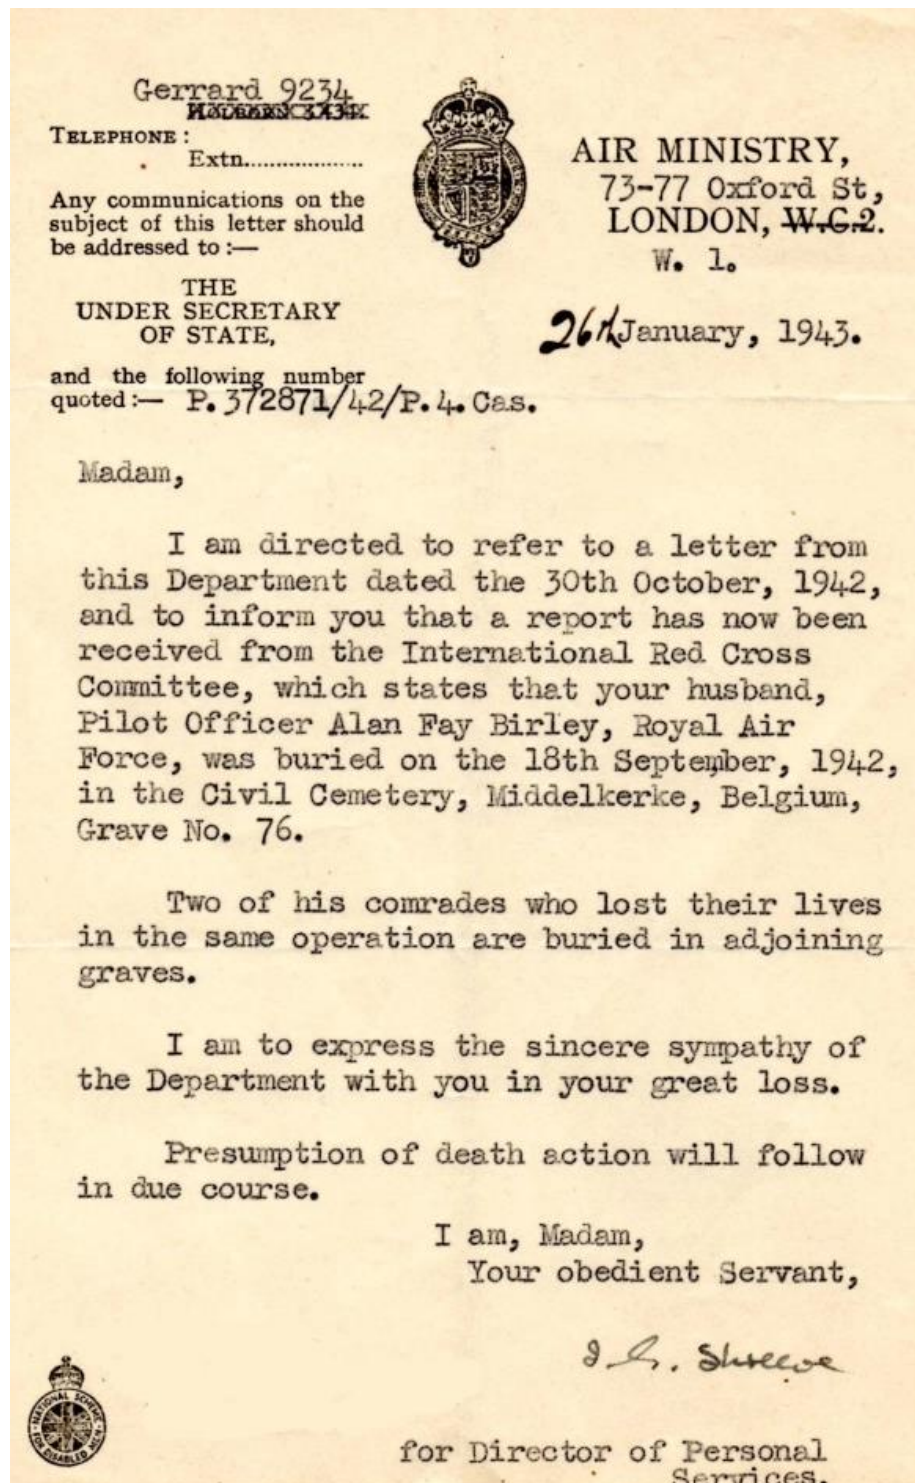 Gerrard 9234
TELEPHONE :
Extn..................
Any communications on the
subject of this letter should
be addressed to :—
THE
UNDER SECRETARY
OF STATE,
and the following number
quoted :— P. 372871/42/P.4.Cas.
AIR MINISTRY,
73-77 Oxford St,
LONDON, W.C.2.
W. 1.
26th January, 1943.
Madam,
I am directed to refer to a letter from
this Department dated the 30th October, 1942,
and to inform you that a report has now been
received from the International Red Cross
Committee, which states that your husband,
Pilot Officer Alan Fay Birley, Royal Air
Force, was buried on the 18th September, 1942,
in the Civil Cemetery, Middelkerke, Belgium,
Grave No. 76.
Two of his comrades who lost their lives
in the same operation are buried in adjoining
graves.
I am to express the sincere sympathy of
the Department with you in your great loss.
Presumption of death action will follow
in due course.
I am, Madam,
Your obedient Servant,
for Director of Personal
Services.
NATIONAL SCHEME
FOR DISABLED MEN